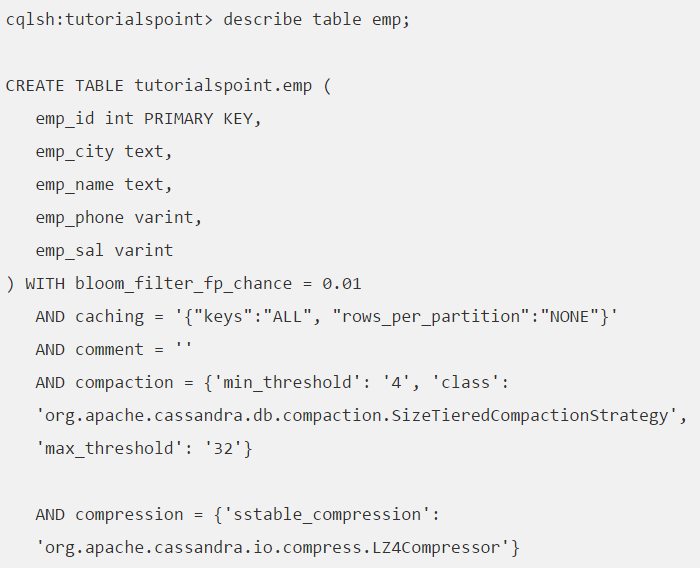 cqlsh:tutorialspoint> describe table emp;
CREATE TABLE tutorialspoint.emp (
emp_id int PRIMARY KEY,
emp_city text,
emp_name text,
emp_phone varint,
emp_sal varint
) WITH bloom_filter_fp_chance = 0.01
AND caching = '{"keys":"ALL", "rows_per_partition":"NONE"}'
AND comment = ''
AND compaction = {'min_threshold': '4', 'class':
'org.apache.cassandra.db.compaction.SizeTieredCompactionStrategy',
'max_threshold': '32'}
AND compression = {'sstable_compression':
'org.apache.cassandra.io.compress.LZ4Compressor'}